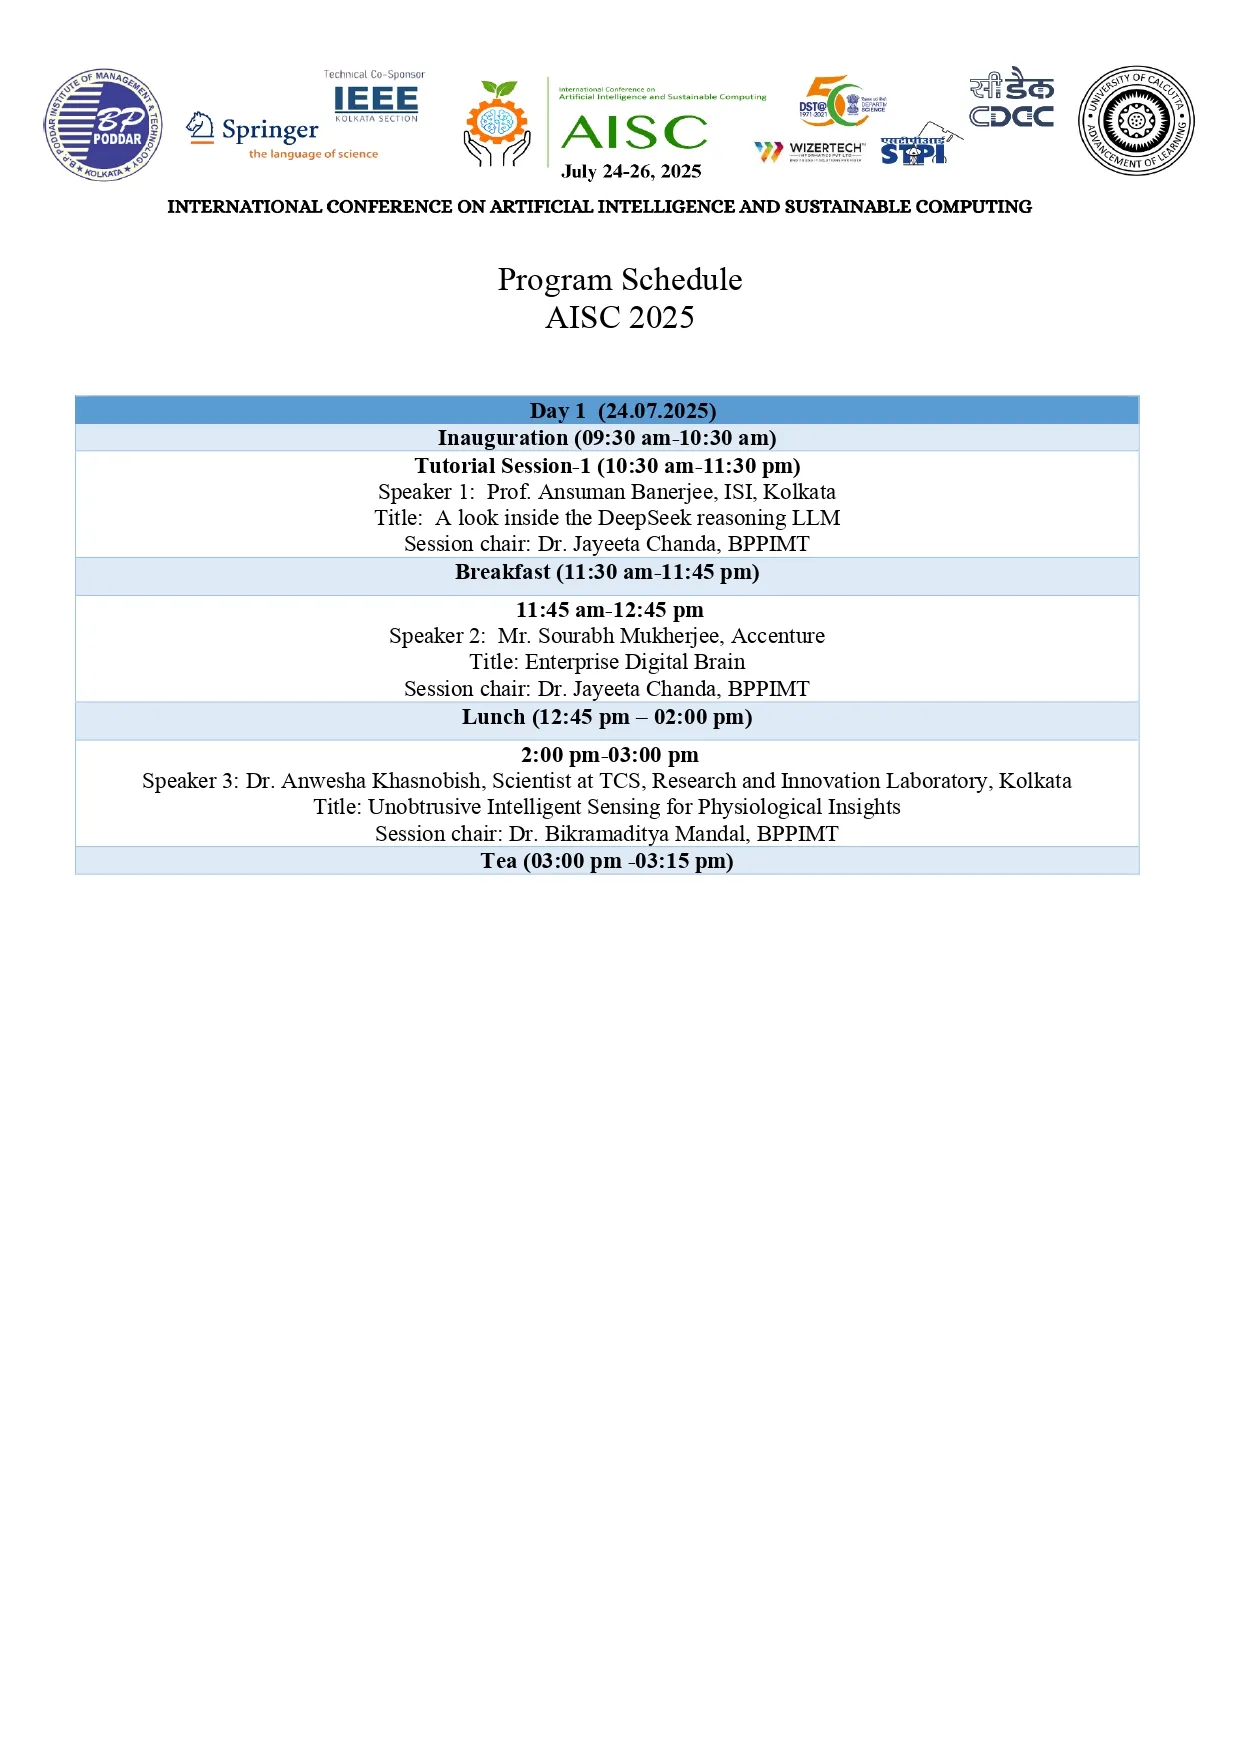 B.P. PODDAR INSTITUTE OF MANAGEMENT & TECHNOLOGY
BP
PODDAR
★ KOLKATA ★
Springer
the language of science
Technical Co-Sponsor
IEEE
KOLKATA SECTION
International Conference on
Artificial Intelligence and Sustainable Computing
AISC
July 24-26, 2025
50
DST@
1971-2021
SCIENCE
WIZERTECH
INFORMATICS PVT LTD
STPI
सी डैक
CDAC
UNIVERSITY OF CALCUTTA
ADVANCEMENT OF LEARNING
INTERNATIONAL CONFERENCE ON ARTIFICIAL INTELLIGENCE AND SUSTAINABLE COMPUTING
Program Schedule
AISC 2025
Day 1 (24.07.2025)
Inauguration (09:30 am-10:30 am)
Tutorial Session-1 (10:30 am-11:30 pm)
Speaker 1: Prof. Ansuman Banerjee, ISI, Kolkata
Title: A look inside the DeepSeek reasoning LLM
Session chair: Dr. Jayeeta Chanda, BPPIMT
Breakfast (11:30 am-11:45 pm)
11:45 am-12:45 pm
Speaker 2: Mr. Sourabh Mukherjee, Accenture
Title: Enterprise Digital Brain
Session chair: Dr. Jayeeta Chanda, BPPIMT
Lunch (12:45 pm – 02:00 pm)
2:00 pm-03:00 pm
Speaker 3: Dr. Anwesha Khasnobish, Scientist at TCS, Research and Innovation Laboratory, Kolkata
Title: Unobtrusive Intelligent Sensing for Physiological Insights
Session chair: Dr. Bikramaditya Mandal, BPPIMT
Tea (03:00 pm -03:15 pm)